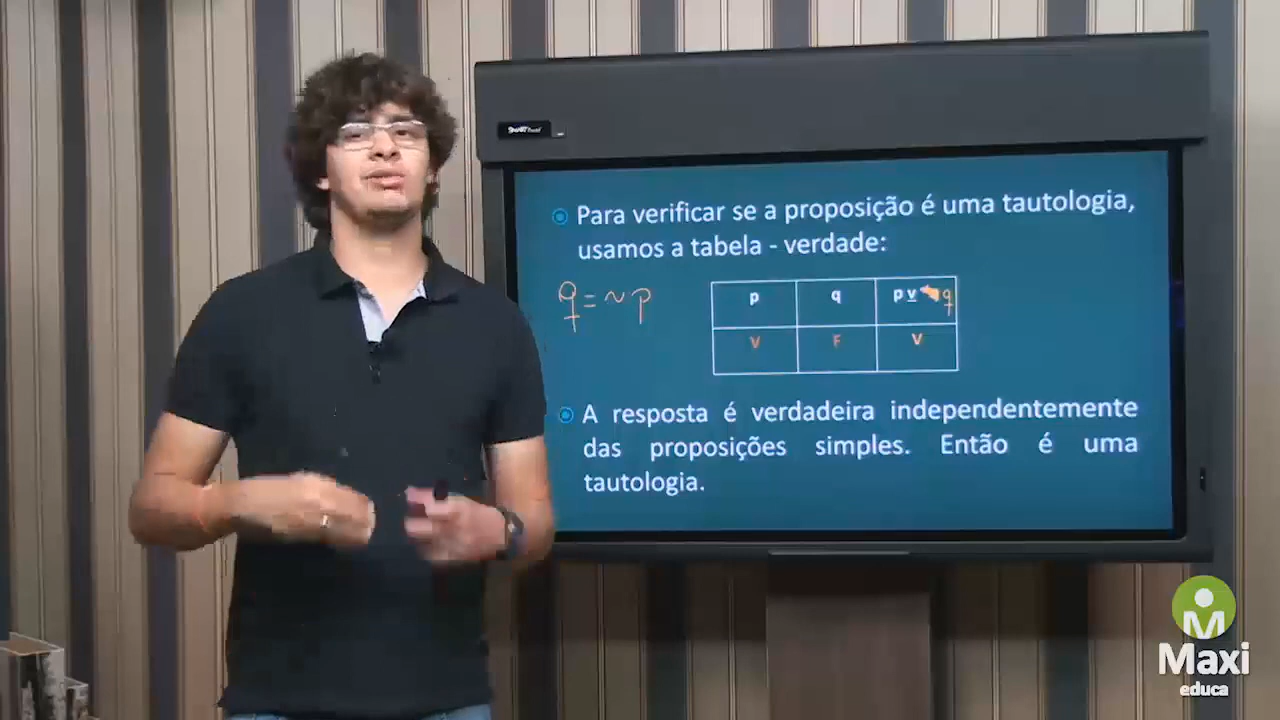 Para verificar se a proposição é uma tautologia,
usamos a tabela - verdade:
q = ~ p
p q p v q
V F V
A resposta é verdadeira independentemente
das proposições simples. Então é uma
tautologia.
Maxi
educa